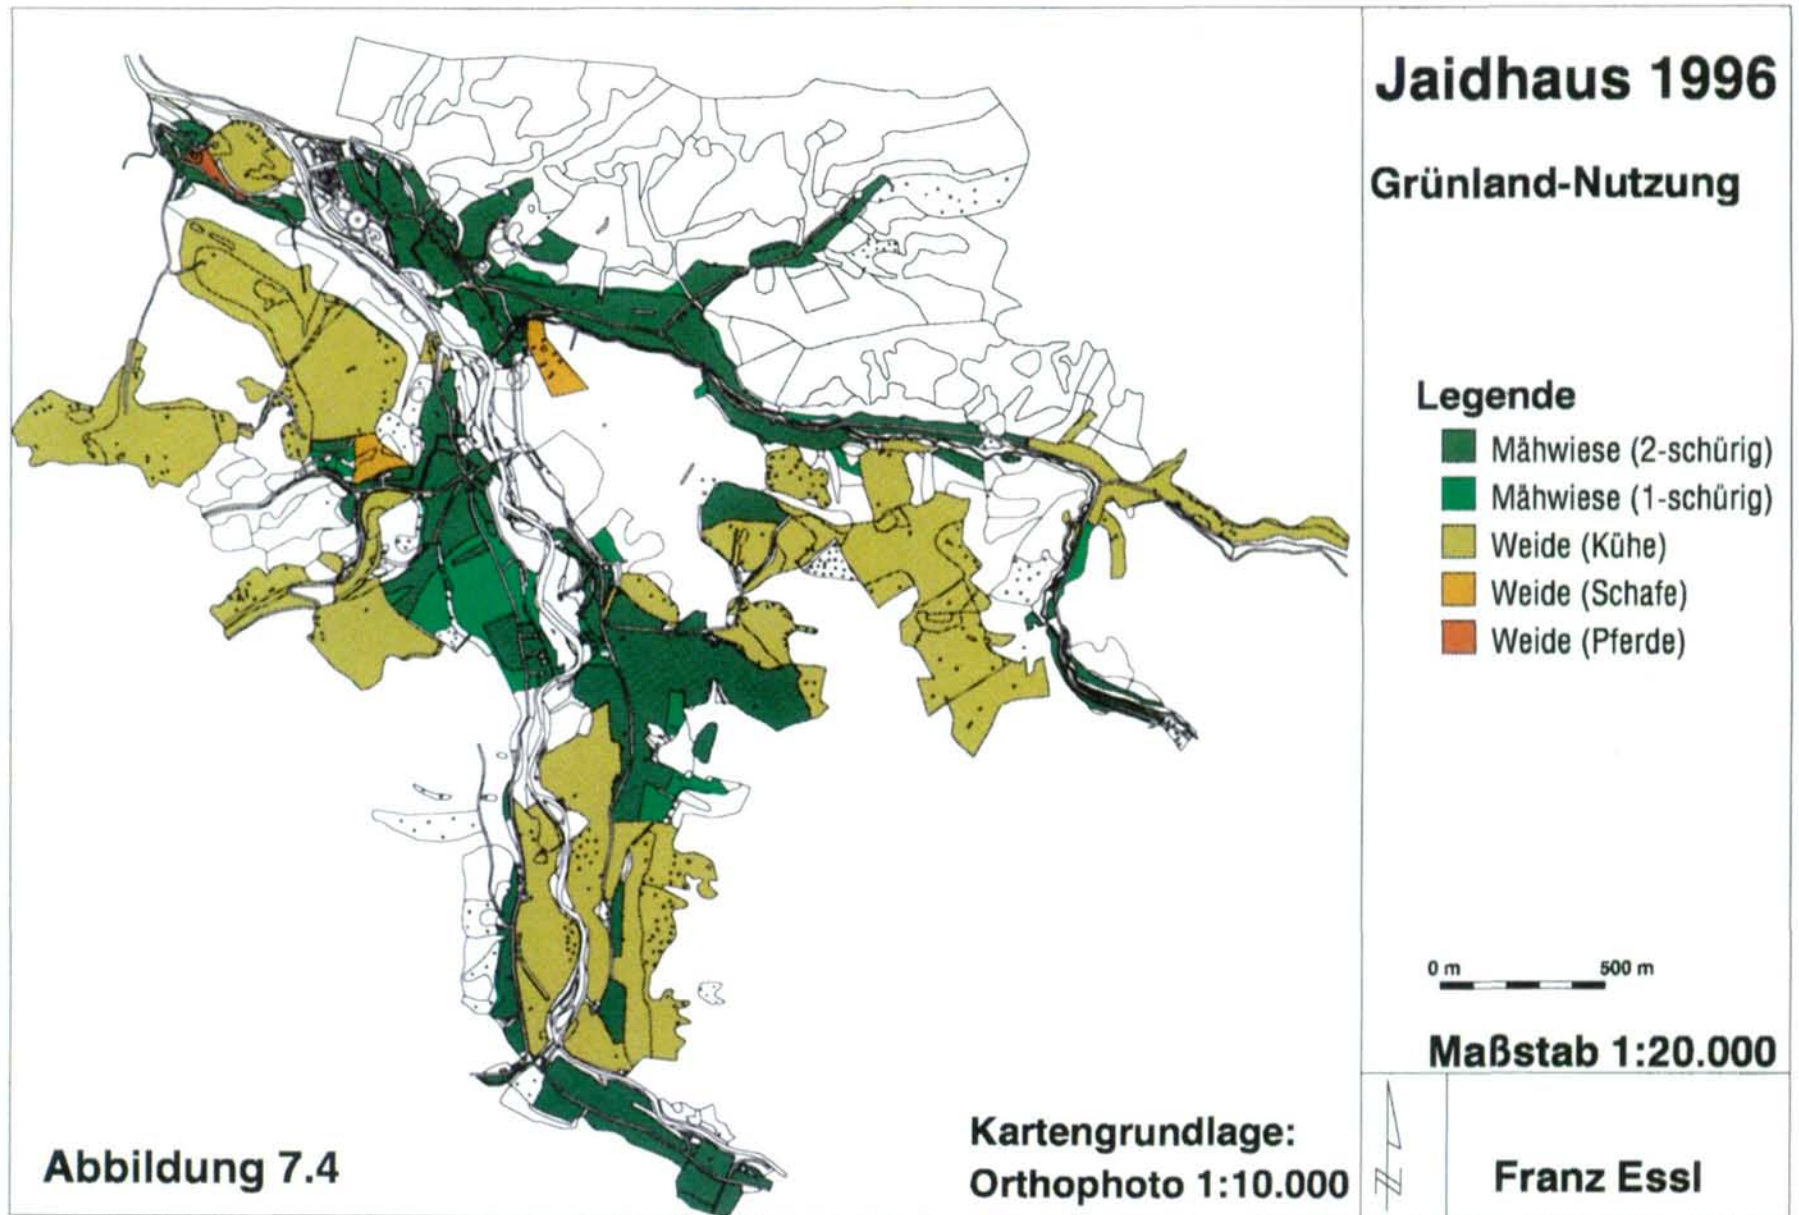 Jaidhaus 1996
Grünland-Nutzung
Legende
Mähwiese (2-schürig)
Mähwiese (1-schürig)
Weide (Kühe)
Weide (Schafe)
Weide (Pferde)
0 m 500 m
Maßstab 1:20.000
Kartengrundlage:
Orthophoto 1:10.000
N
Franz Essl
Abbildung 7.4